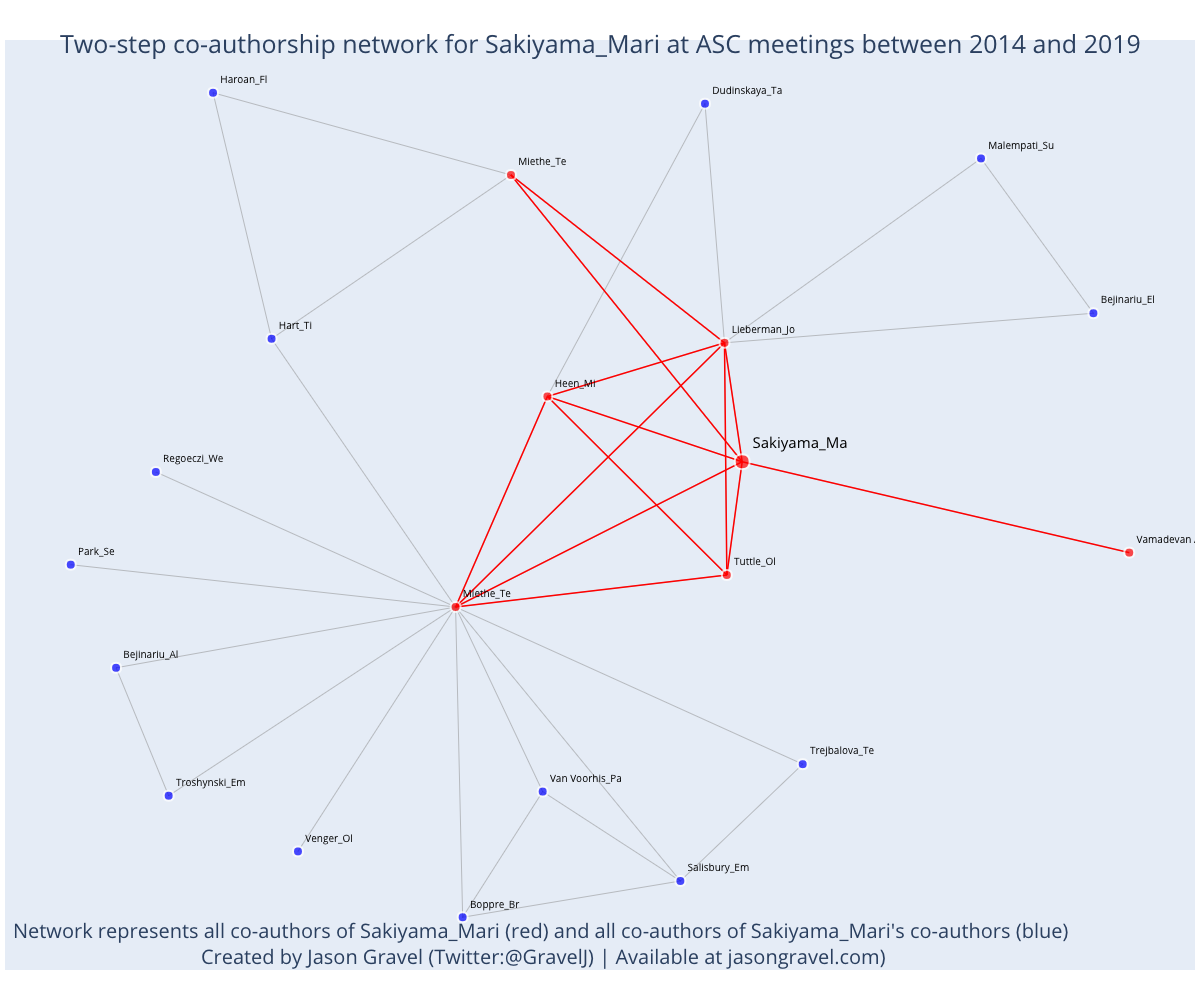 Two-step co-authorship network for Sakiyama_Mari at ASC meetings between 2014 and 2019
Haroan_Fl
Dudinskaya_Ta
Malempati_Su
Miethe_Te
Bejinariu_El
Hart_Ti
Lieberman_Jo
Heen_Mi
Sakiyama_Ma
Regoeczi_We
Vamadevan
Park_Se
Tuttle_Ol
Miethe_Te
Bejinariu_Al
Trejbalova_Te
Troshynski_Em
Van Voorhis_Pa
Venger_Ol
Salisbury_Em
Boppre_Br
Network represents all co-authors of Sakiyama_Mari (red) and all co-authors of Sakiyama_Mari's co-authors (blue)
Created by Jason Gravel (Twitter:@GravelJ) | Available at jasongravel.com)